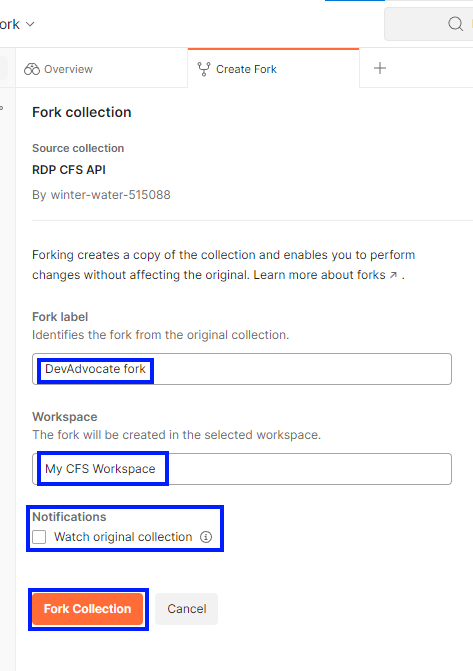 ork
Overview
Create Fork
Fork collection
Source collection
RDP CFS API
By winter-water-515088
Forking creates a copy of the collection and enables you to perform
changes without affecting the original. Learn more about forks ↗ .
Fork label
Identifies the fork from the original collection.
DevAdvocate fork
Workspace
The fork will be created in the selected workspace.
My CFS Workspace
Notifications
Watch original collection
Fork Collection
Cancel